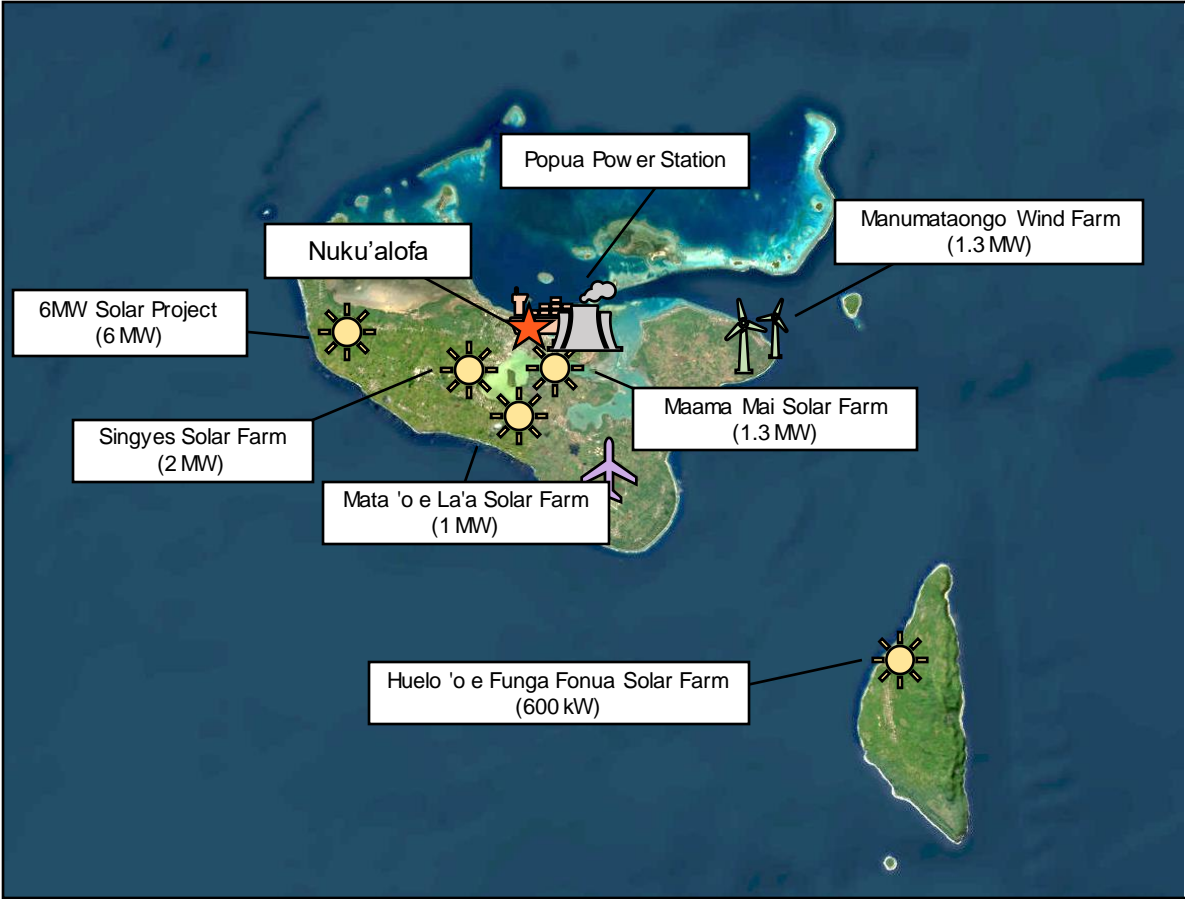 Popua Power Station
Manumataongo Wind Farm
(1.3 MW)
Nuku'alofa
6MW Solar Project
(6 MW)
Maama Mai Solar Farm
(1.3 MW)
Singyes Solar Farm
(2 MW)
Mata 'o e La'a Solar Farm
(1 MW)
Huelo 'o e Funga Fonua Solar Farm
(600 kW)